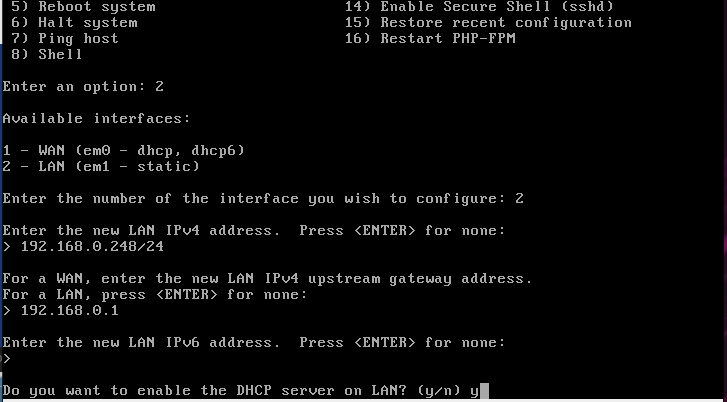 5) Reboot system                     14) Enable Secure Shell (sshd)
6) Halt system                       15) Restore recent configuration
7) Ping host                         16) Restart PHP-FPM
8) Shell
Enter an option: 2
Available interfaces:
1 - WAN (em0 - dhcp, dhcp6)
2 - LAN (em1 - static)
Enter the number of the interface you wish to configure: 2
Enter the new LAN IPv4 address.  Press <ENTER> for none:
> 192.168.0.248/24
For a WAN, enter the new LAN IPv4 upstream gateway address.
For a LAN, press <ENTER> for none:
> 192.168.0.1
Enter the new LAN IPv6 address.  Press <ENTER> for none:
>
Do you want to enable the DHCP server on LAN? (y/n) y